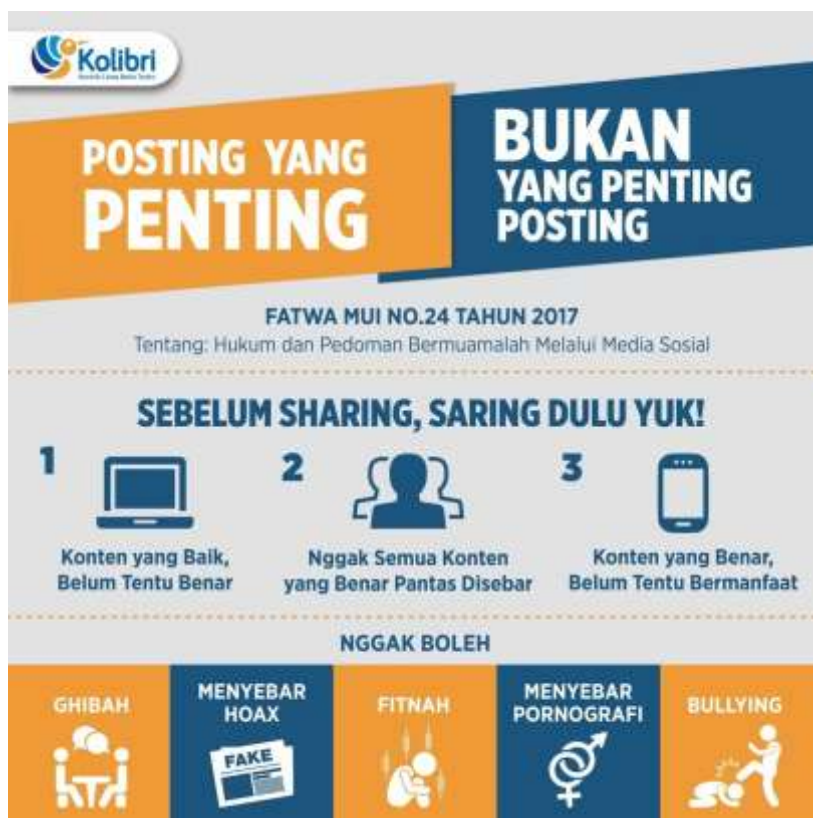 Kolibri
POSTING YANG
PENTING
BUKAN
YANG PENTING
POSTING
FATWA MUI NO.24 TAHUN 2017
Tentang: Hukum dan Pedoman Bermuamalah Melalui Media Sosial
SEBELUM SHARING, SARING DULU YUK!
1
Konten yang Baik,
Belum Tentu Benar
2
Nggak Semua Konten
yang Benar Pantas Disebar
3
Konten yang Benar,
Belum Tentu Bermanfaat
NGGAK BOLEH
GHIBAH
MENYEBAR
HOAX
FAKE
FITNAH
MENYEBAR
PORNOGRAFI
BULLYING